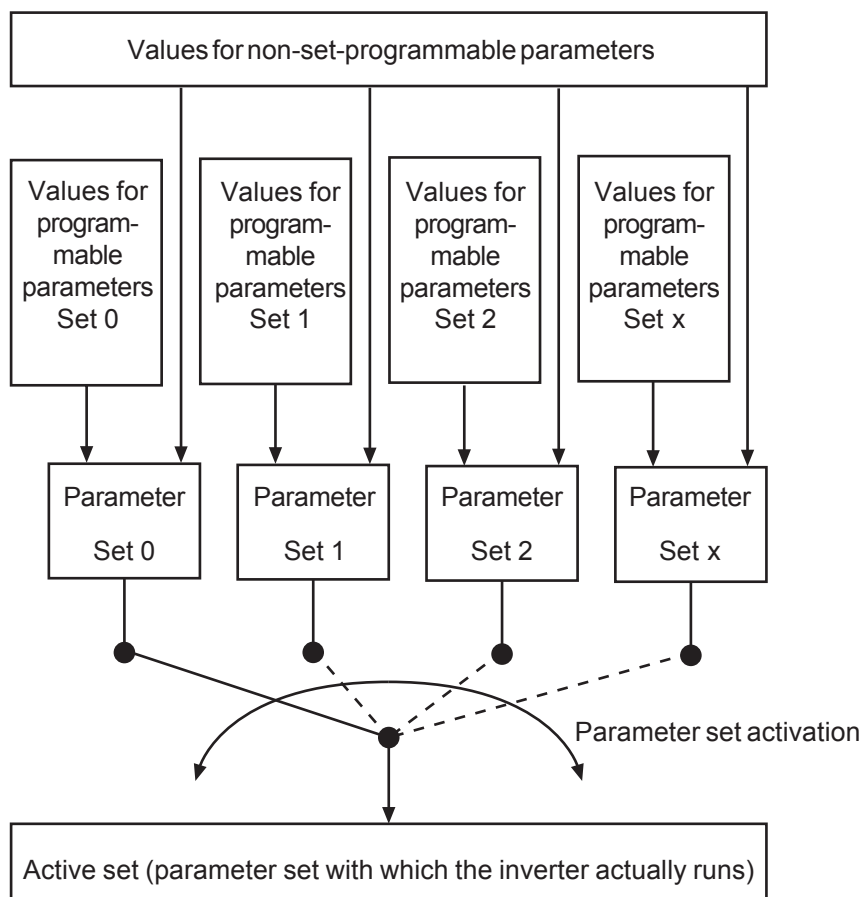 Values for non-set-programmable parameters
Values for
program-
mable
parameters
Set 0
Values for
program-
mable
parameters
Set 1
Values for
program-
mable
parameters
Set 2
Values for
program-
mable
parameters
Set x
Parameter
Set 0
Parameter
Set 1
Parameter
Set 2
Parameter
Set x
Parameter set activation
Active set (parameter set with which the inverter actually runs)